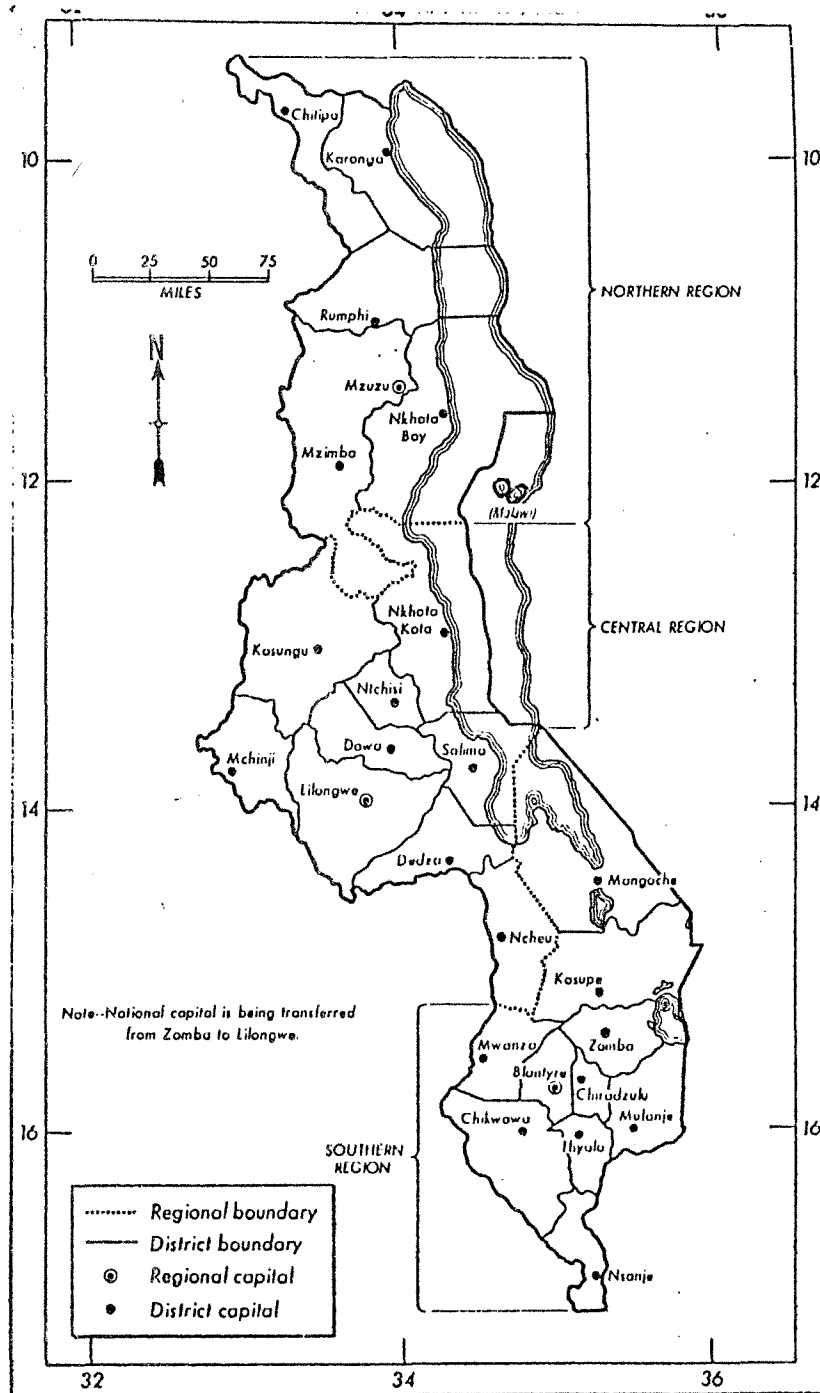 34
10
10
Chitipa
Karonga
0 25 50 75
MILES
NORTHERN REGION
Rumphi
N
Mzuzu
Nkhata
Bay
Mzimba
12
12
(Malawi)
CENTRAL REGION
Nkhota
Kota
Kasungu
Ntchisi
Mchinji
Dowa
Salima
Lilongwe
14
14
Dedza
Mangoche
Ncheu
Kasupe
Note--National capital is being transferred
from Zomba to Lilongwe.
Mwanza
Zomba
Blantyre
Chiradzulu
Chikwawa
Mulanje
16
16
Thyolo
SOUTHERN
REGION
Regional boundary
District boundary
Regional capital
District capital
Nsanje
32
34
36